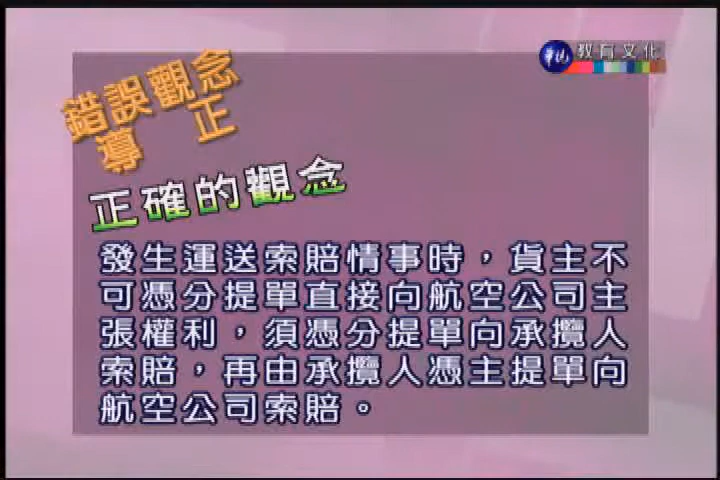 華視 教育文化
錯誤觀念
導正
正確的觀念
發生運送索賠情事時，貨主不
可憑分提單直接向航空公司主
張權利，須憑分提單向承攬人
索賠，再由承攬人憑主提單向
航空公司索賠。